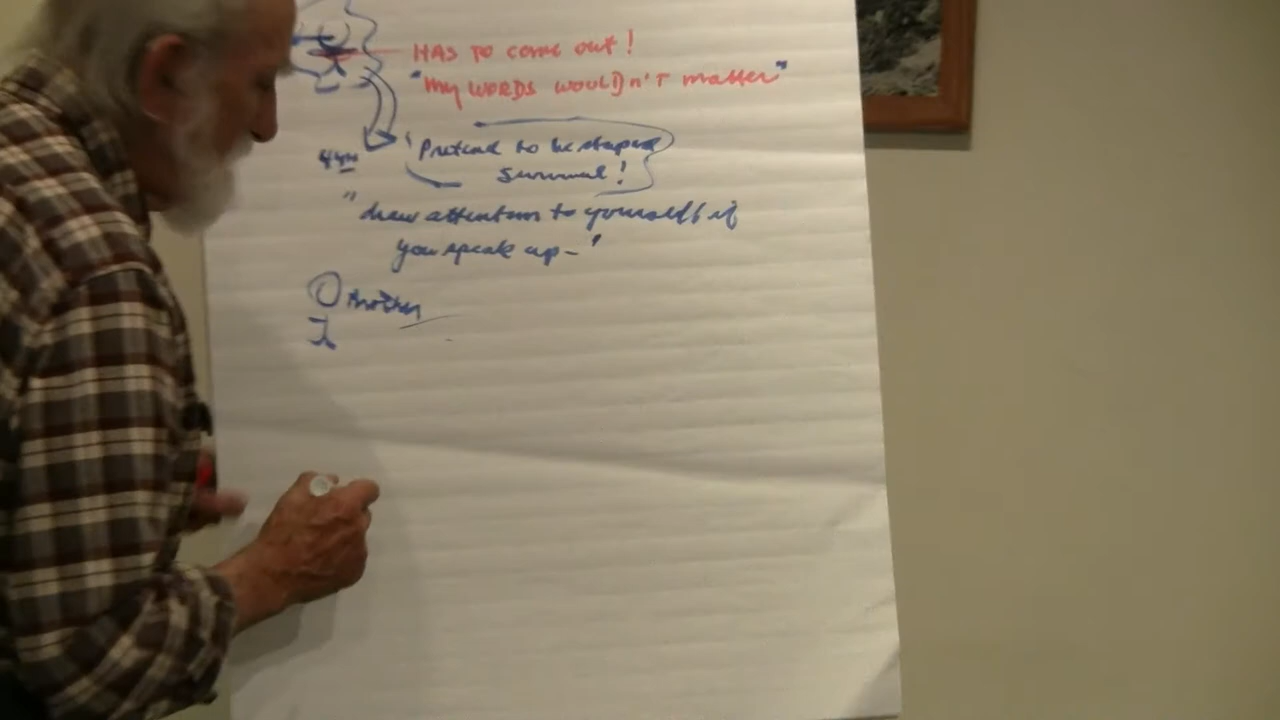 HAS to come out!
"My WORDS wouldn't matter"
"Pretend to be stupid
survival!
"draw attention to yourself if
you speak up-"
Mother